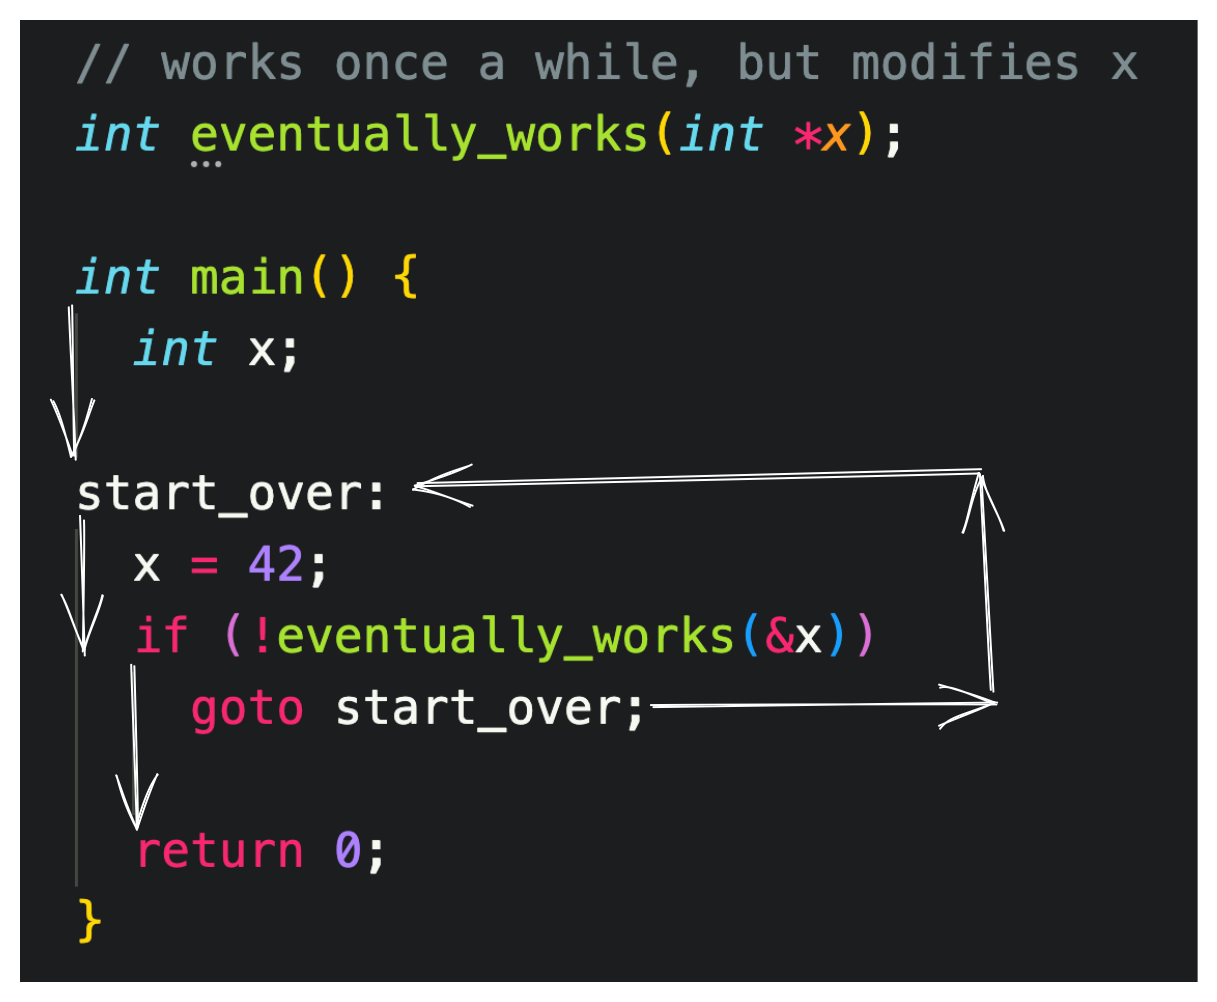 // works once a while, but modifies x
int eventually_works(int *x);
int main() {
int x;
start_over:
x = 42;
if (!eventually_works(&x))
goto start_over;
return 0;
}